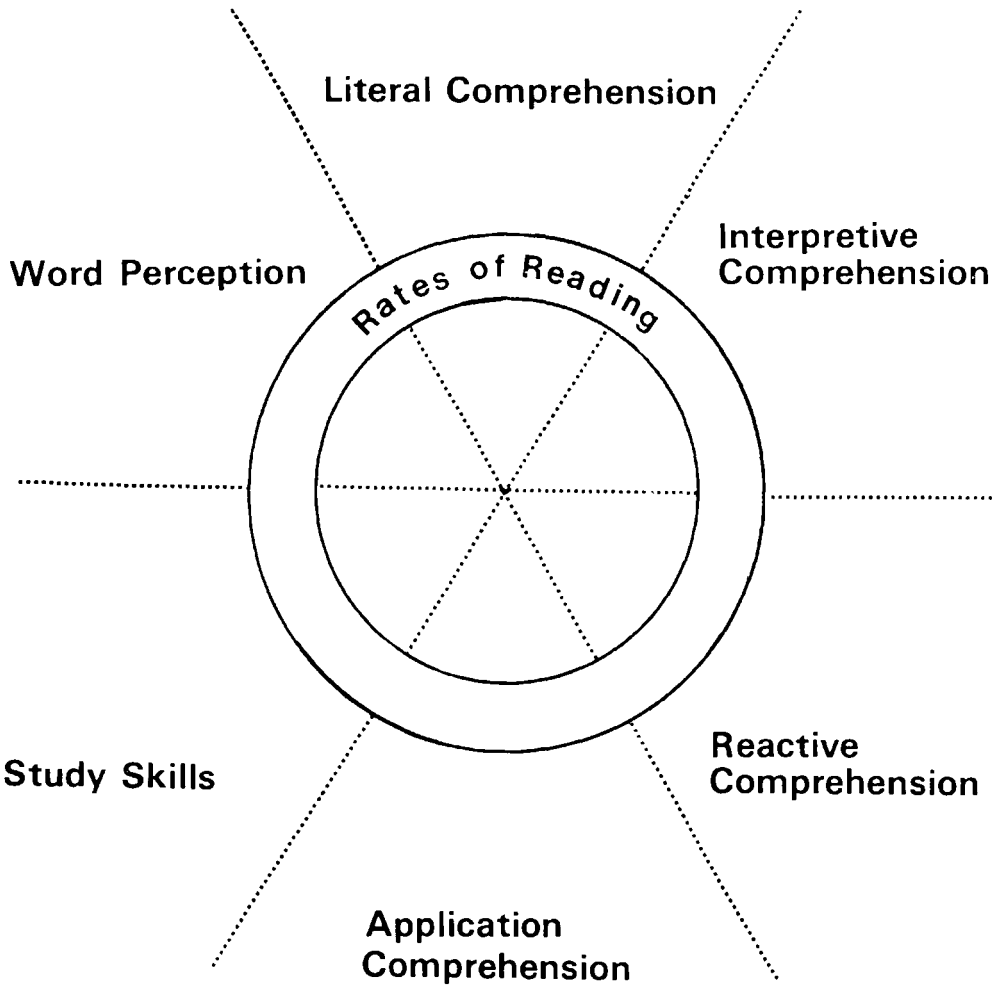 Literal Comprehension
Word Perception
Interpretive
Comprehension
Rates of Reading
Study Skills
Reactive
Comprehension
Application
Comprehension